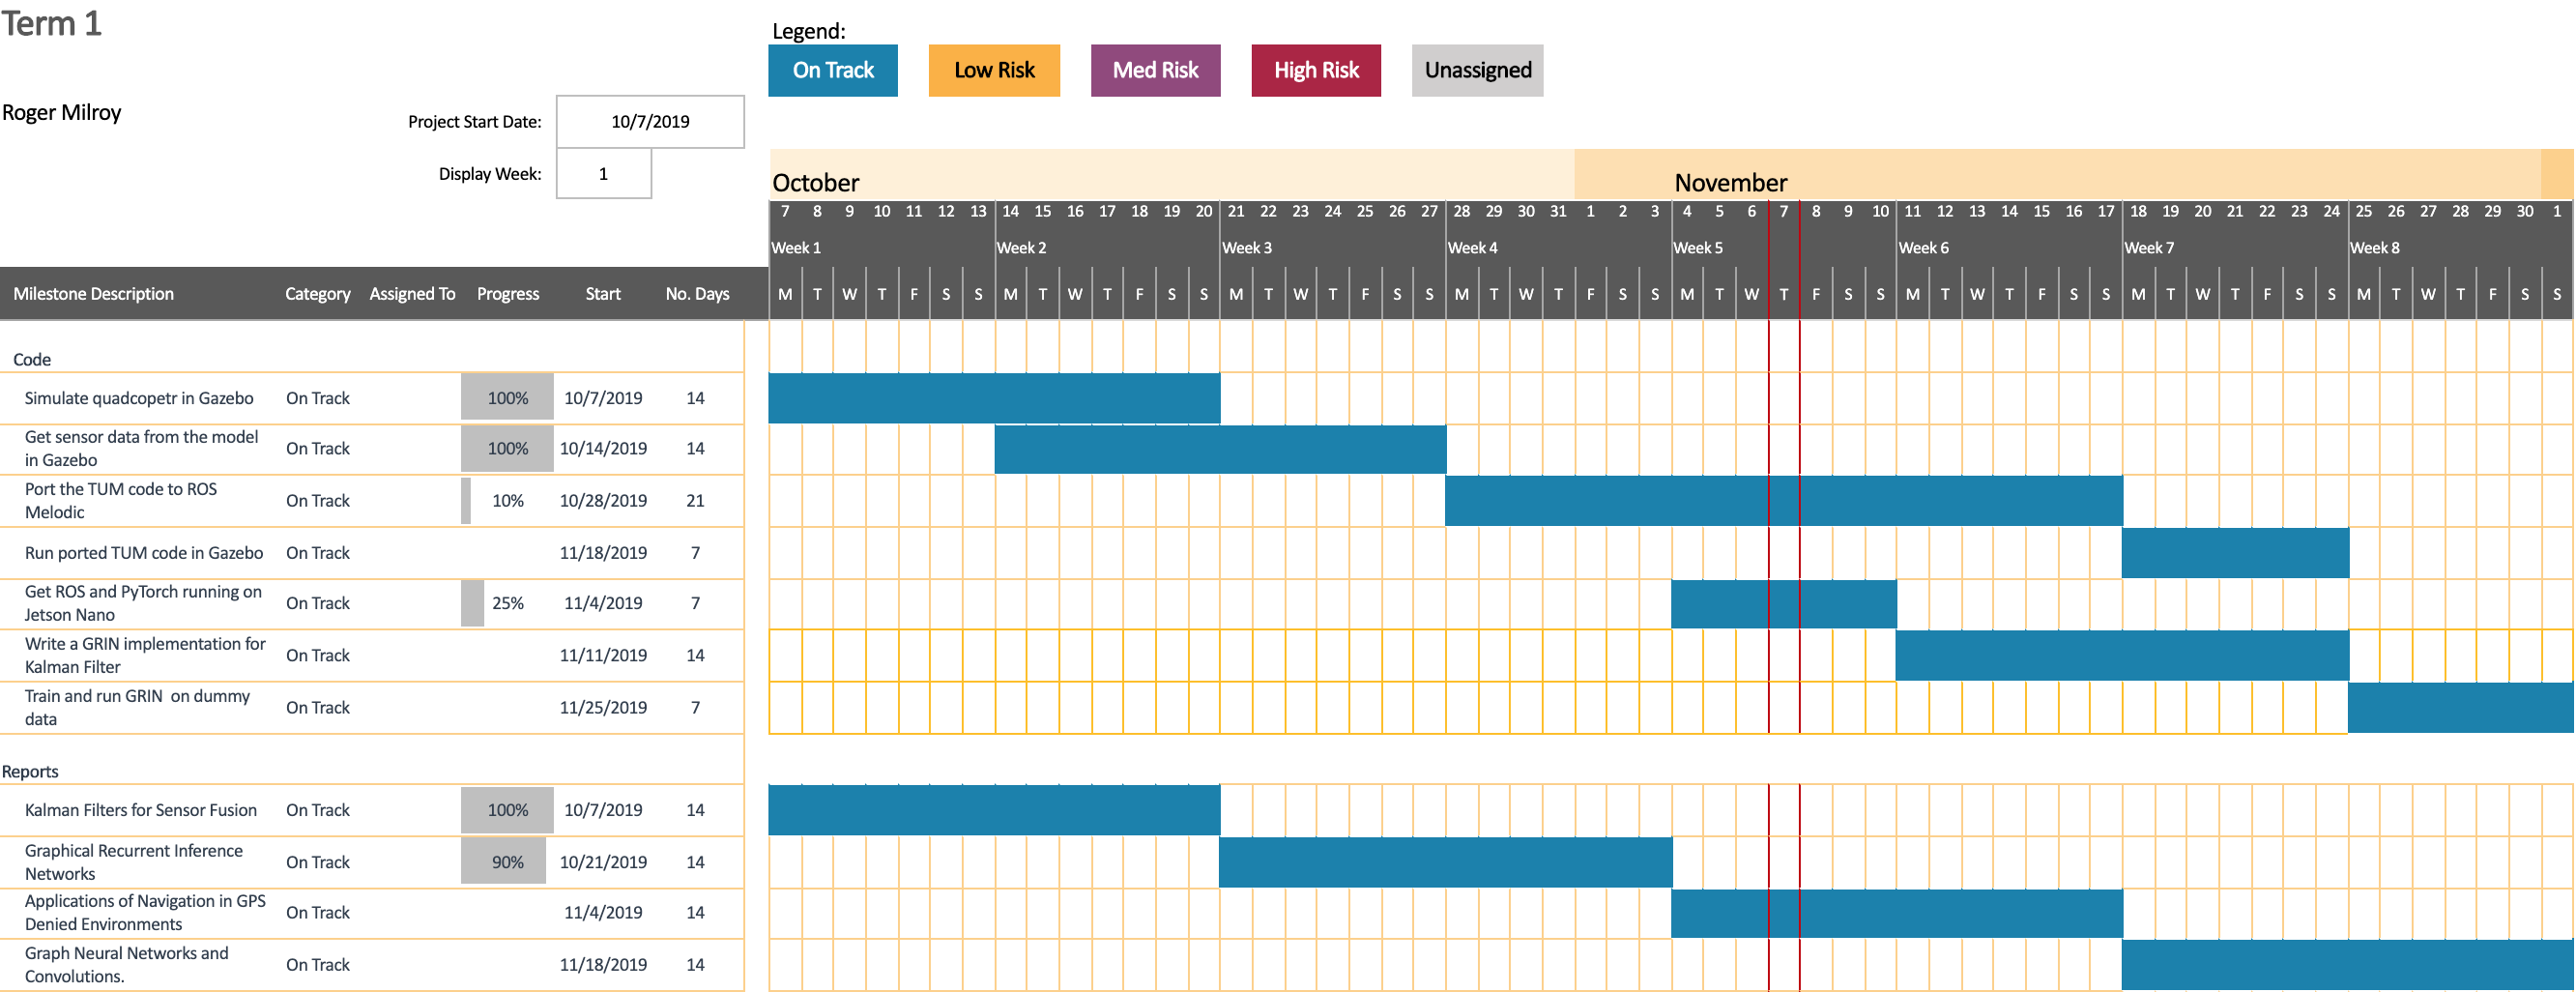 Term 1
Legend:
On Track Low Risk Med Risk High Risk Unassigned
Roger Milroy
Project Start Date: 10/7/2019
Display Week: 1
October November
7 8 9 10 11 12 13 14 15 16 17 18 19 20 21 22 23 24 25 26 27 28 29 30 31 1 2 3 4 5 6 7 8 9 10 11 12 13 14 15 16 17 18 19 20 21 22 23 24 25 26 27 28 29 30 1
Week 1 Week 2 Week 3 Week 4 Week 5 Week 6 Week 7 Week 8
Milestone Description Category Assigned To Progress Start No. Days M T W T F S S M T W T F S S M T W T F S S M T W T F S S M T W T F S S M T W T F S S M T W T F S S M T W T F S S
Code
Simulate quadcopetr in Gazebo On Track 100% 10/7/2019 14
Get sensor data from the model
in Gazebo On Track 100% 10/14/2019 14
Port the TUM code to ROS
Melodic On Track 10% 10/28/2019 21
Run ported TUM code in Gazebo On Track 11/18/2019 7
Get ROS and PyTorch running on
Jetson Nano On Track 25% 11/4/2019 7
Write a GRIN implementation for
Kalman Filter On Track 11/11/2019 14
Train and run GRIN on dummy
data On Track 11/25/2019 7
Reports
Kalman Filters for Sensor Fusion On Track 100% 10/7/2019 14
Graphical Recurrent Inference
Networks On Track 90% 10/21/2019 14
Applications of Navigation in GPS
Denied Environments On Track 11/4/2019 14
Graph Neural Networks and
Convolutions. On Track 11/18/2019 14